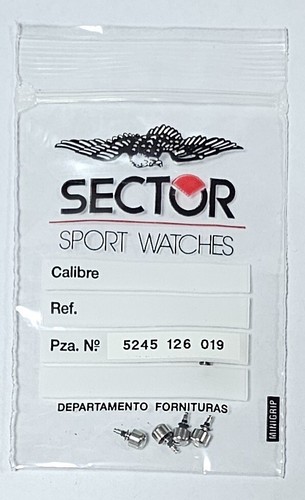 SECTOR
SPORT WATCHES
Calibre
Ref.
Pza. Nº 5245 126 019
DEPARTAMENTO FORNITURAS
MINIGRIP